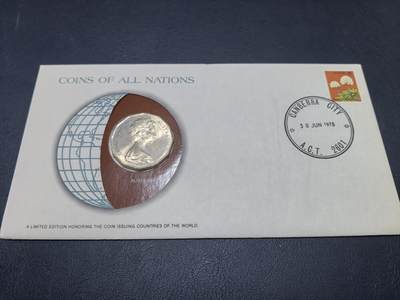 COINS OF ALL NATIONS
CANBERRA CITY
30 JUN 1978
A.C.T. 2601
A LIMITED EDITION HONORING THE COIN ISSUING COUNTRIES OF THE WORLD.